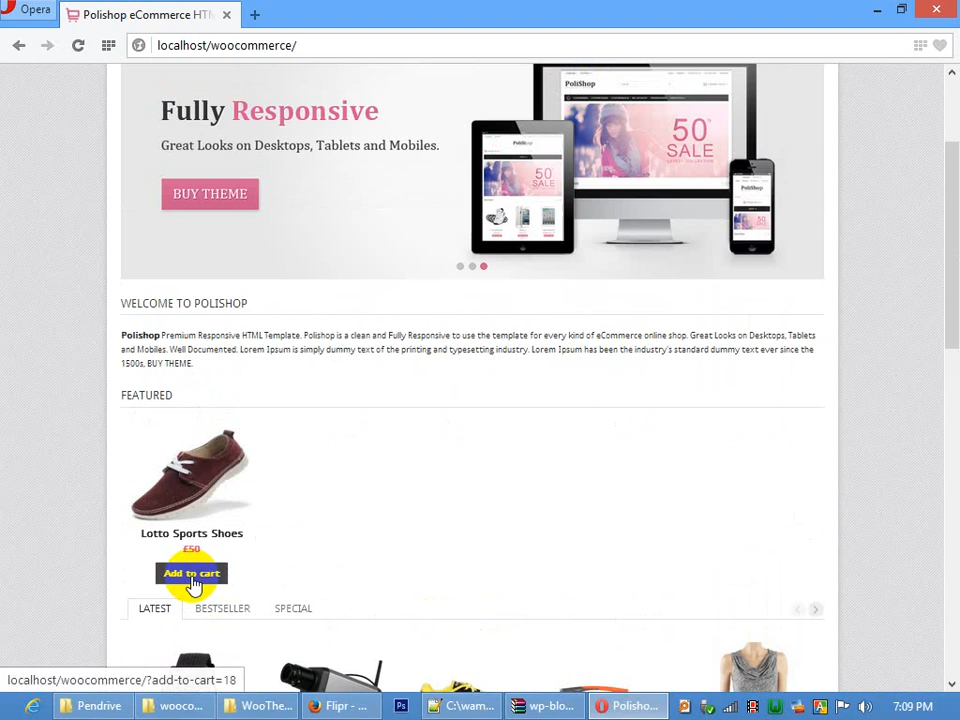 Opera
Polishop eCommerce HTM
localhost/woocommerce/
Fully Responsive
Great Looks on Desktops, Tablets and Mobiles.
BUY THEME
PoliShop
50
SALE
WELCOME TO POLISHOP
Polishop Premium Responsive HTML Template. Polishop is a clean and Fully Responsive to use the template for every kind of eCommerce online shop. Great Looks on Desktops, Tablets
and Mobiles. Well Documented. Lorem Ipsum is simply dummy text of the printing and typesetting industry. Lorem Ipsum has been the industry's standard dummy text ever since the
1500s, BUY THEME.
FEATURED
Lotto Sports Shoes
£50
Add to cart
LATEST BESTSELLER SPECIAL
localhost/woocommerce/?add-to-cart=18
Pendrive wooco... WooThe... Flipr - ... Ps C:\wam... wp-blo... Polisho... 7:09 PM